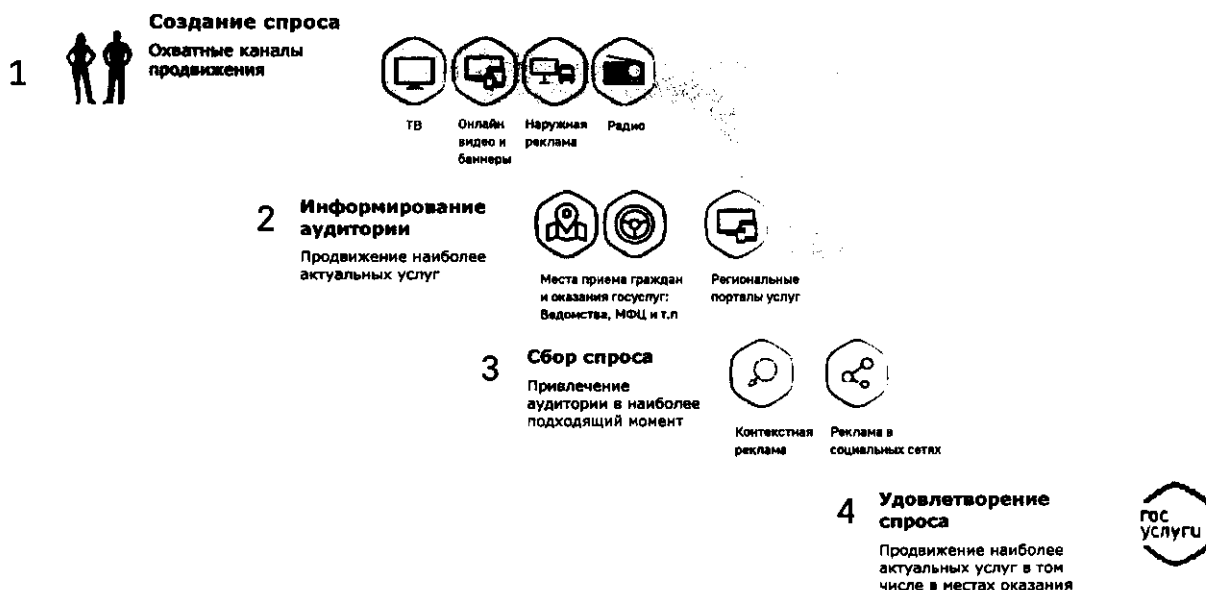 1
Создание спроса
Охватные каналы
продвижения
ТВ
Онлайн
видео и
баннеры
Наружная
реклама
Радио
2
Информирование
аудитории
Продвижение наиболее
актуальных услуг
Места приема граждан
и оказания госуслуг:
Ведомства, МФЦ и т.п
Региональные
порталы услуг
3
Сбор спроса
Привлечение
аудитории в наиболее
подходящий момент
Контекстная
реклама
Реклама в
социальных сетях
4
Удовлетворение
спроса
Продвижение наиболее
актуальных услуг в том
числе в местах оказания
гос
услуги